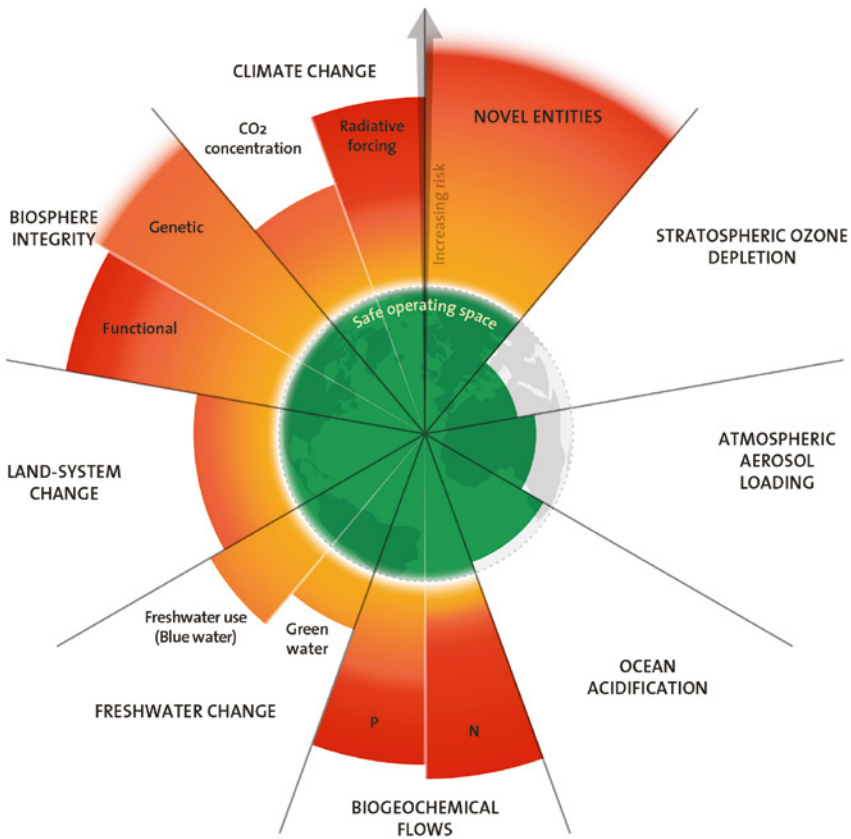 CLIMATE CHANGE
CO2
concentration
Radiative
forcing
NOVEL ENTITIES
Increasing risk
BIOSPHERE
INTEGRITY
Genetic
Functional
STRATOSPHERIC OZONE
DEPLETION
Safe operating space
LAND-SYSTEM
CHANGE
ATMOSPHERIC
AEROSOL
LOADING
Freshwater use
(Blue water)
Green
water
FRESHWATER CHANGE
OCEAN
ACIDIFICATION
P
N
BIOGEOCHEMICAL
FLOWS